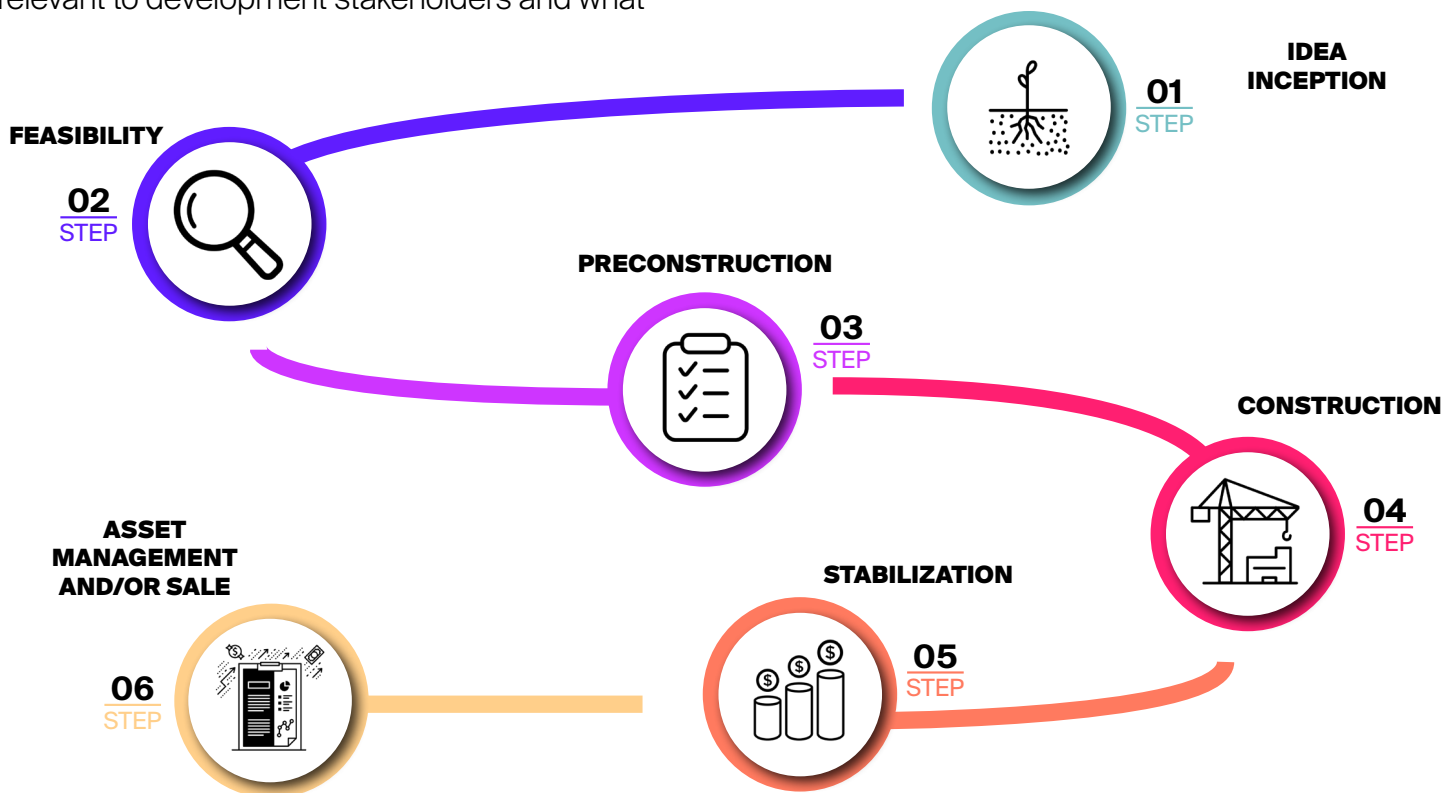 relevant to development stakeholders and what
IDEA
INCEPTION
01
STEP
FEASIBILITY
02
STEP
PRECONSTRUCTION
03
STEP
CONSTRUCTION
04
STEP
STABILIZATION
05
STEP
ASSET
MANAGEMENT
AND/OR SALE
06
STEP